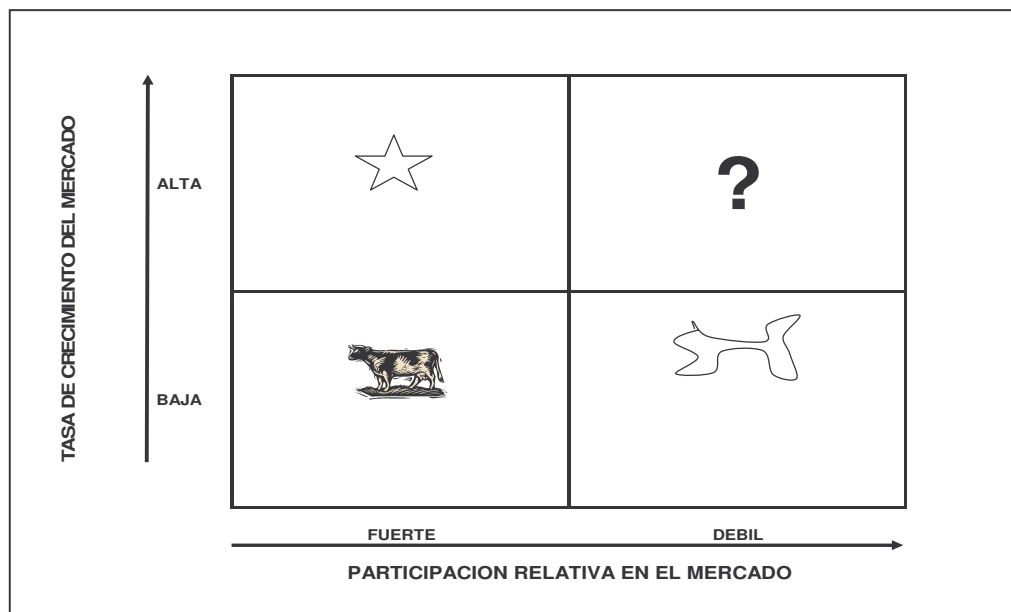 TASA DE CRECIMIENTO DEL MERCADO
ALTA
?
BAJA
FUERTE DEBIL
PARTICIPACION RELATIVA EN EL MERCADO